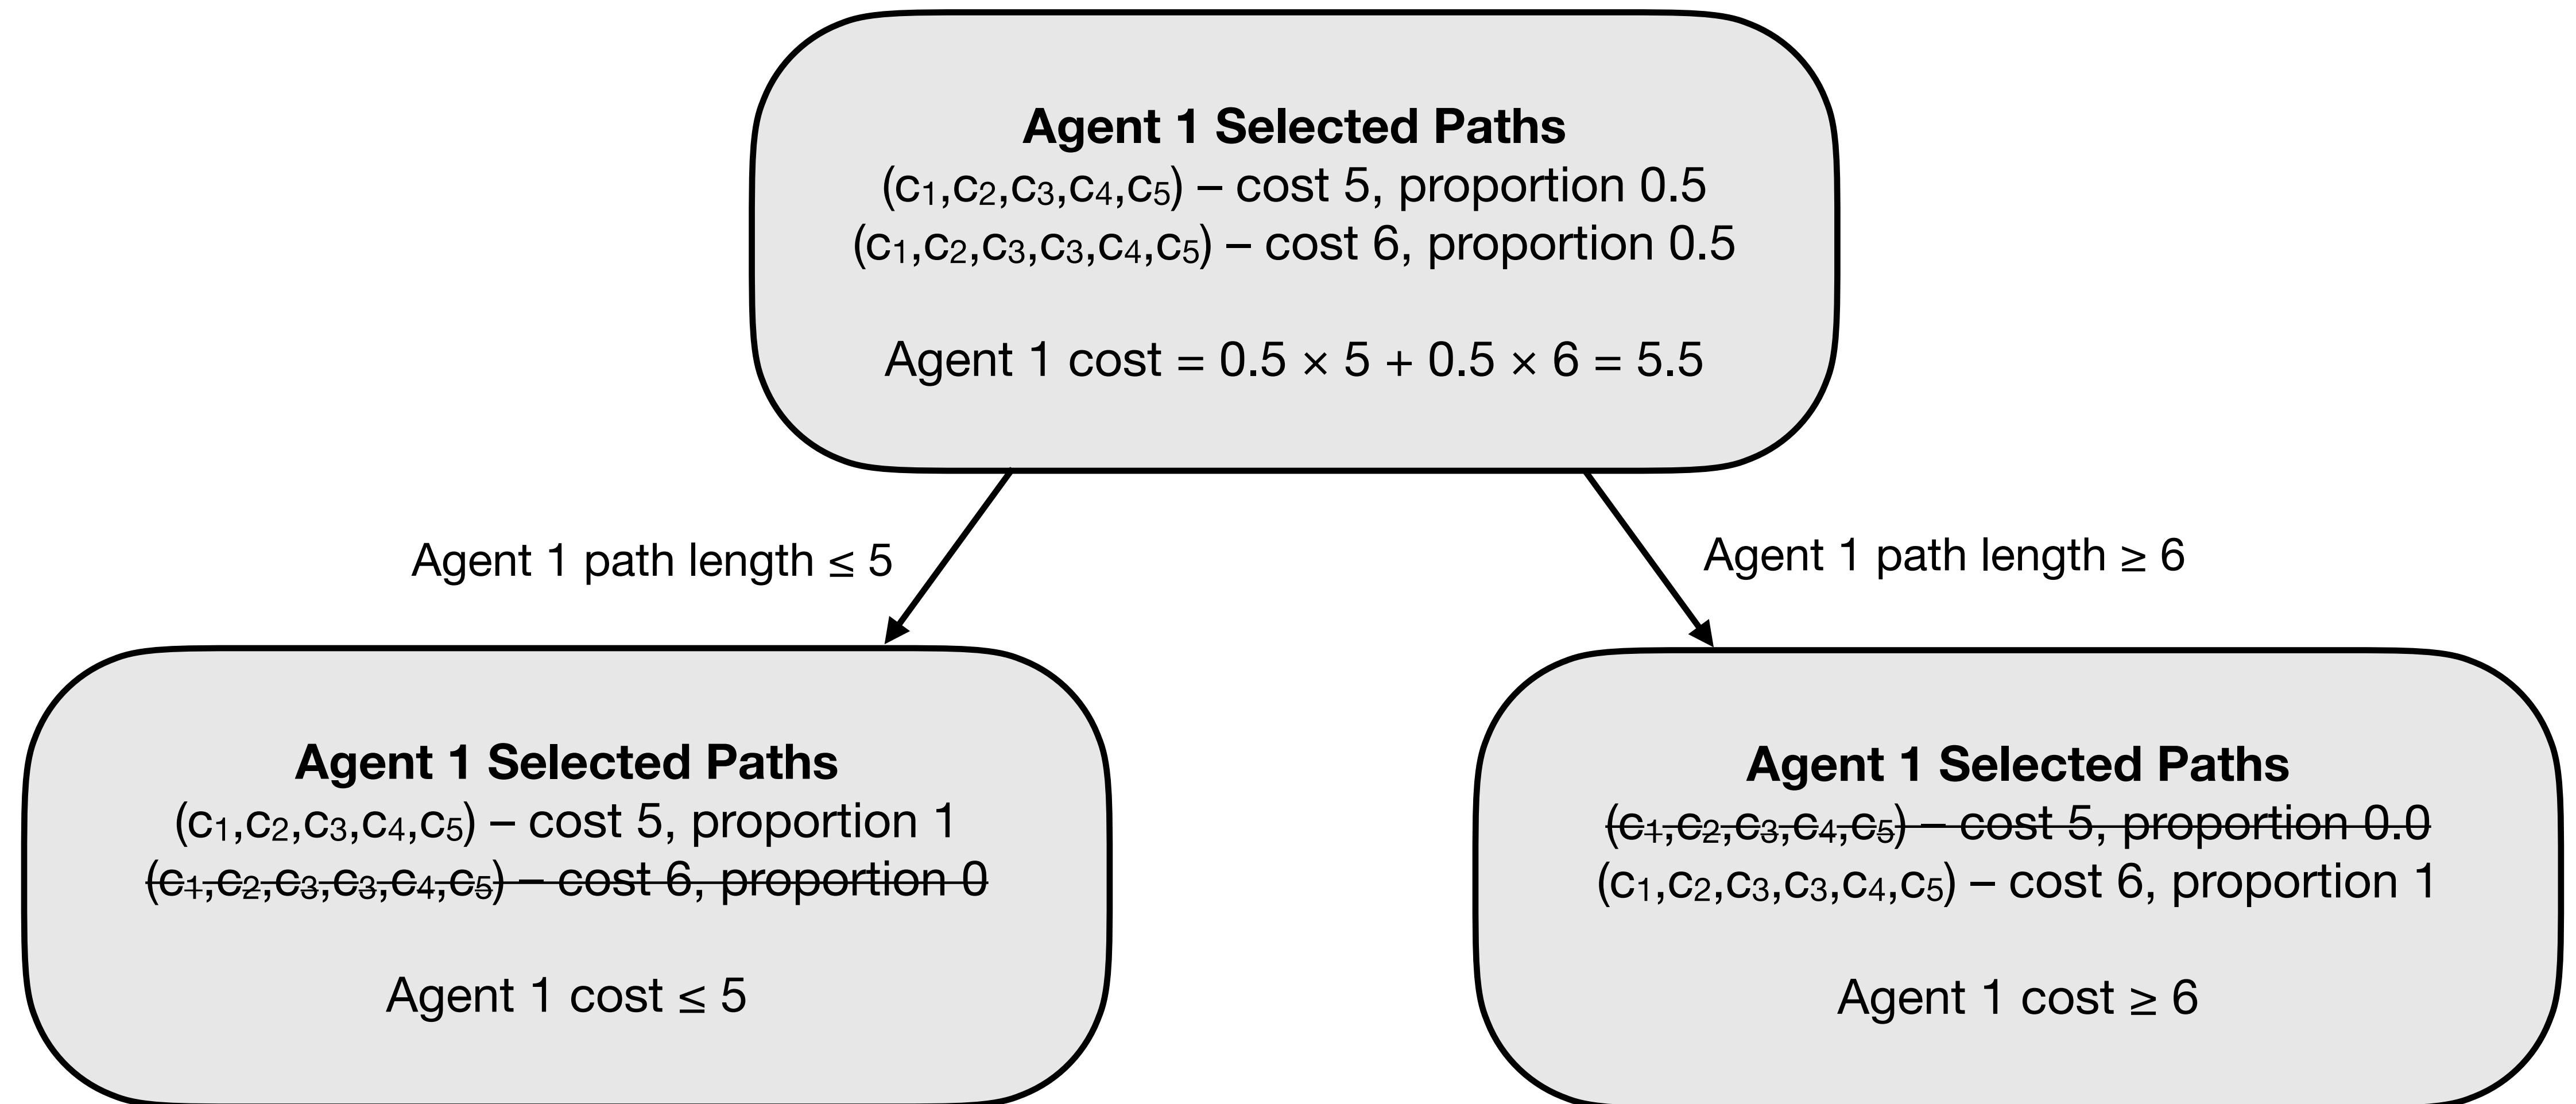 Agent 1 Selected Paths
(c₁,c₂,c₃,c₄,c₅) – cost 5, proportion 0.5
(c₁,c₂,c₃,c₃,c₄,c₅) – cost 6, proportion 0.5
Agent 1 cost = 0.5 × 5 + 0.5 × 6 = 5.5
Agent 1 path length ≤ 5
Agent 1 path length ≥ 6
Agent 1 Selected Paths
(c₁,c₂,c₃,c₄,c₅) – cost 5, proportion 1
(c₁,c₂,c₃,c₃,c₄,c₅) – cost 6, proportion 0
Agent 1 cost ≤ 5
Agent 1 Selected Paths
(c₁,c₂,c₃,c₄,c₅) – cost 5, proportion 0.0
(c₁,c₂,c₃,c₃,c₄,c₅) – cost 6, proportion 1
Agent 1 cost ≥ 6